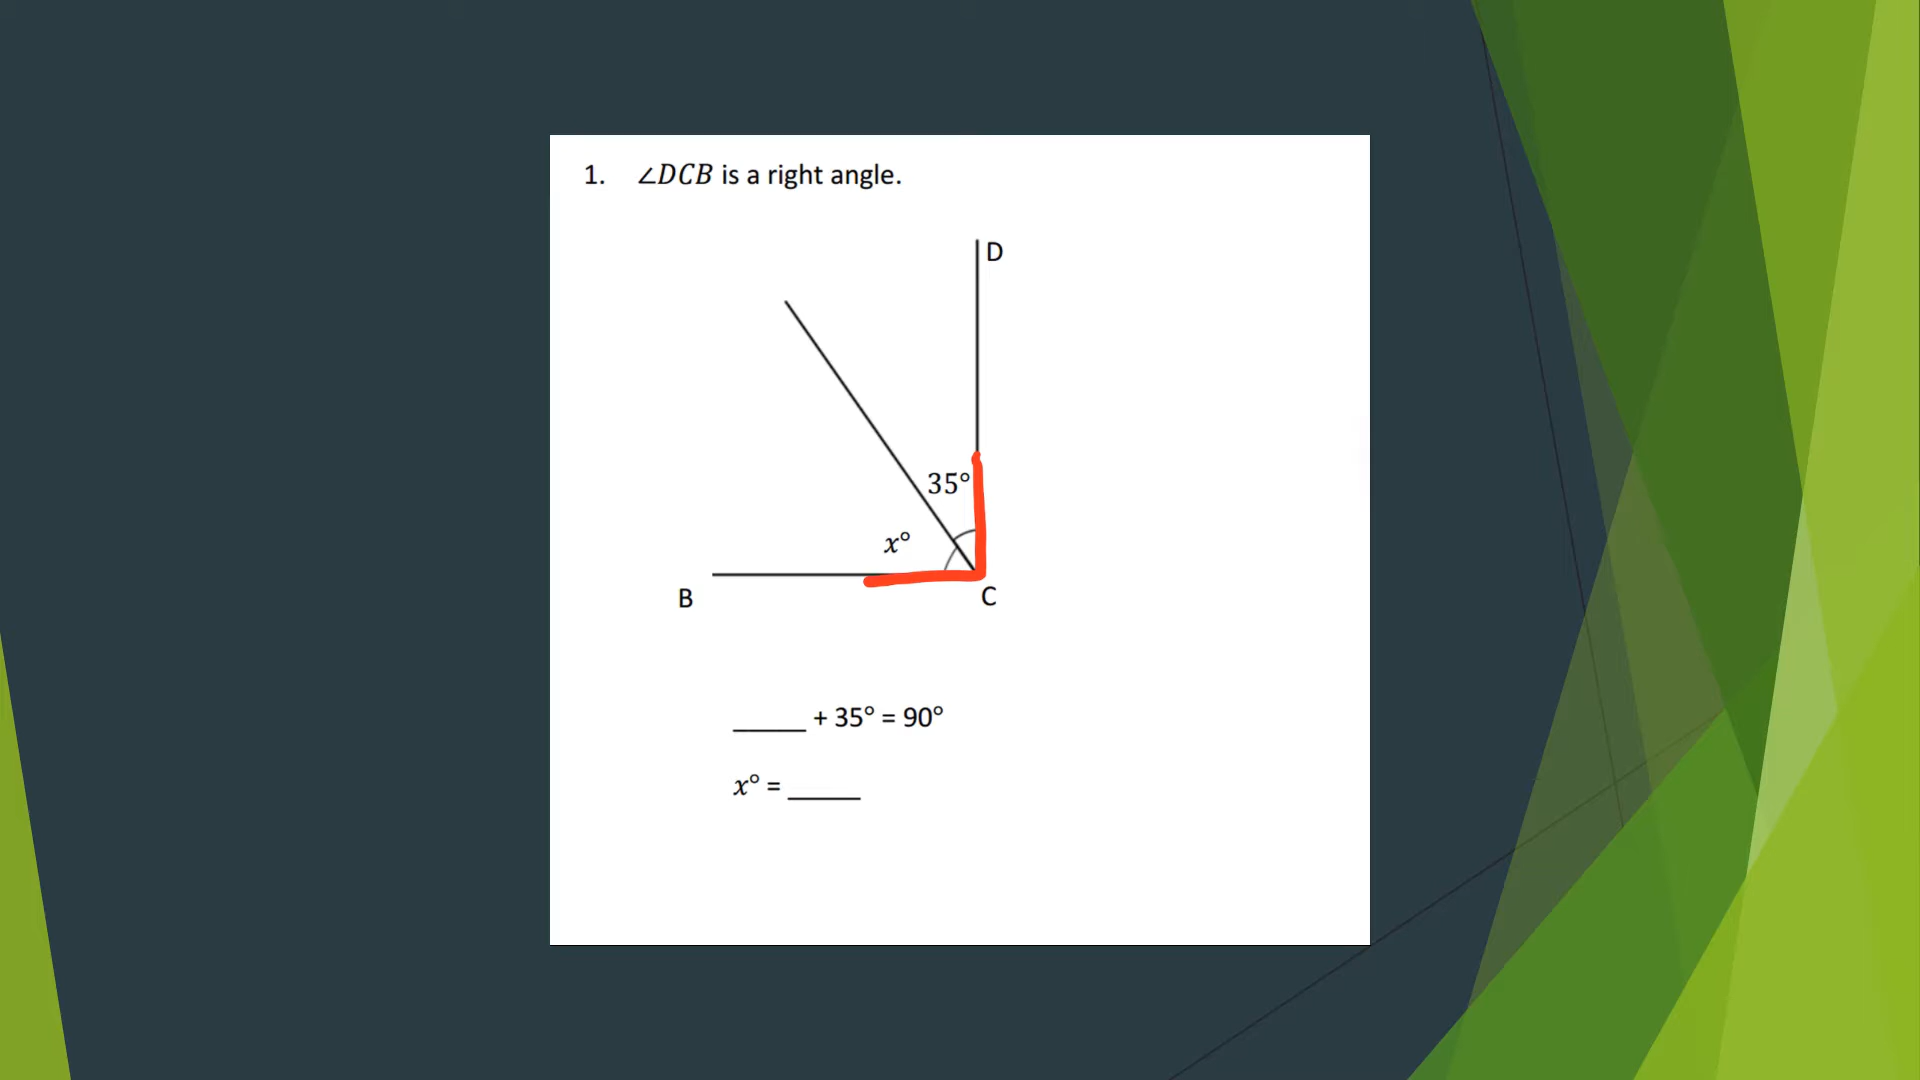 1. ∠DCB is a right angle.
D
35°
x°
B
C
_____ + 35° = 90°
x° = _____